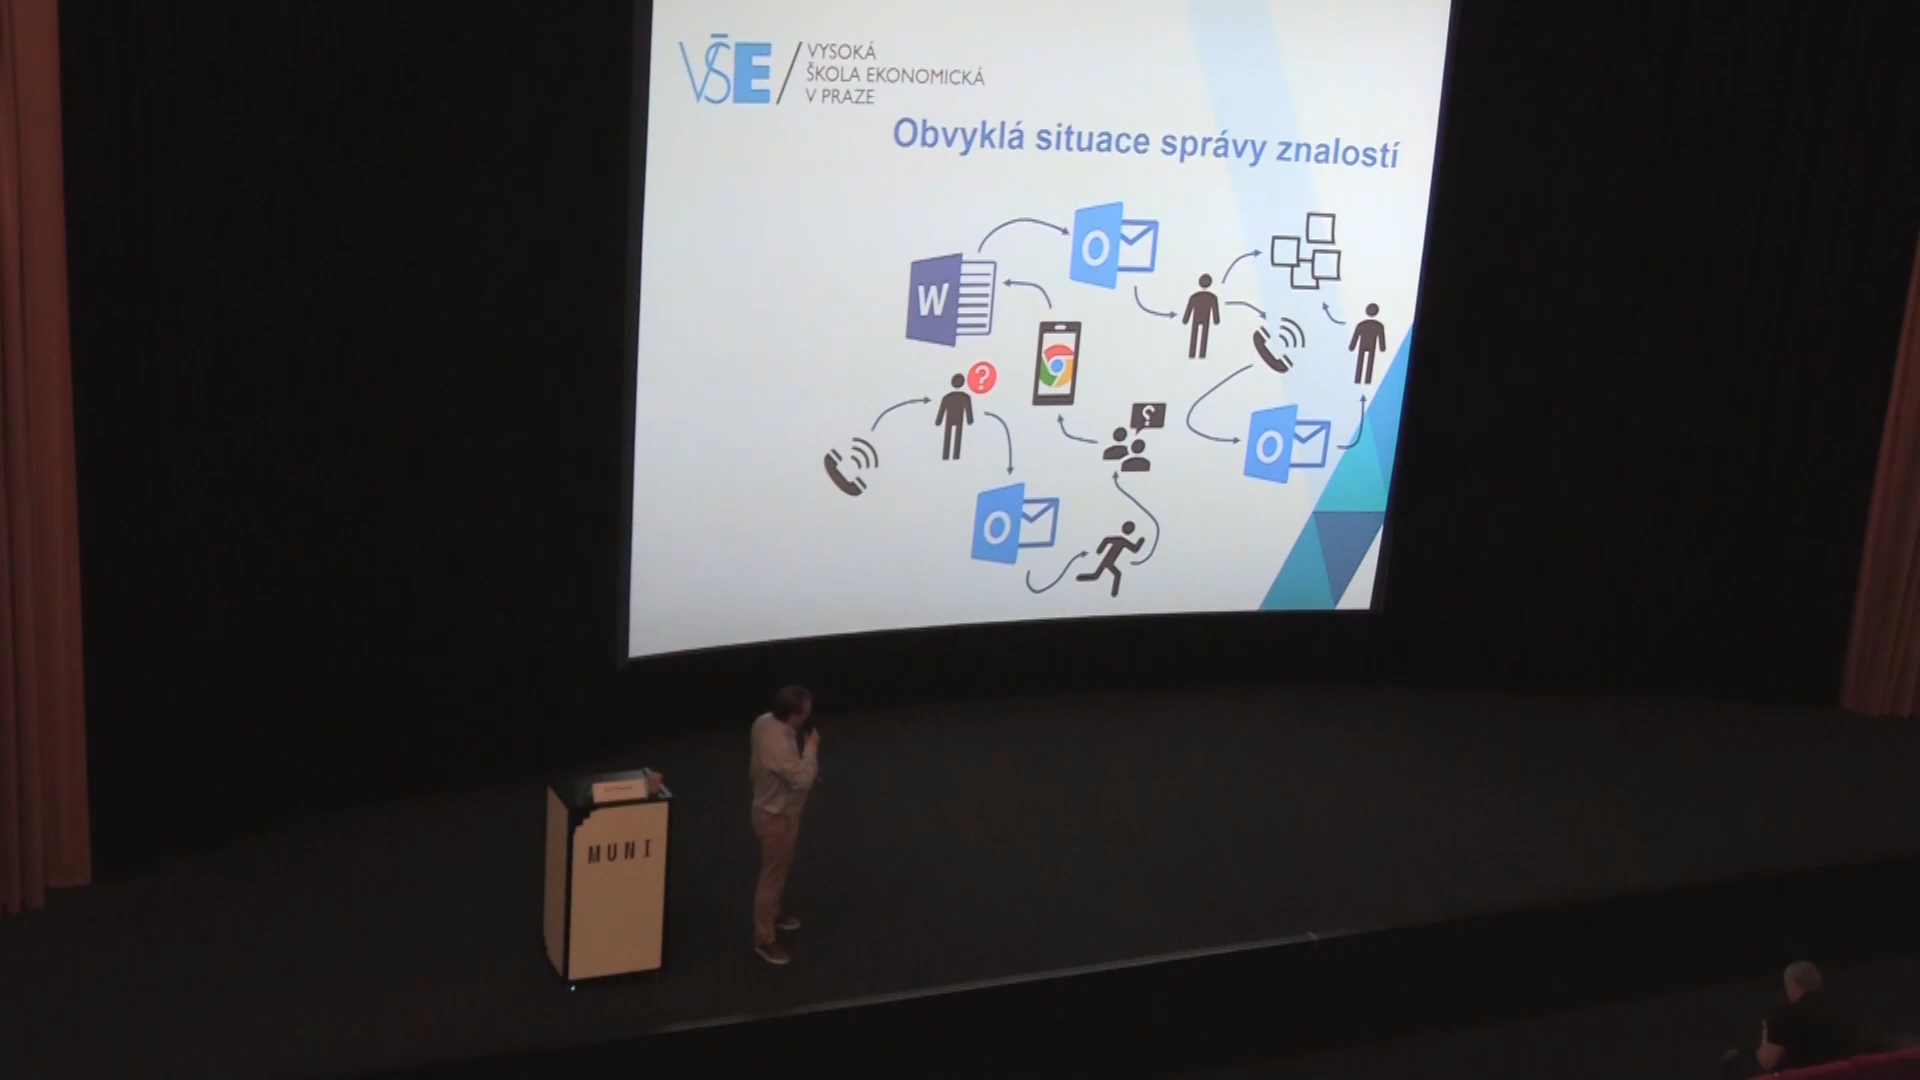 VŠE
VYSOKÁ
ŠKOLA EKONOMICKÁ
V PRAZE
Obvyklá situace správy znalostí
W
O
?
?
O
O
MUNI